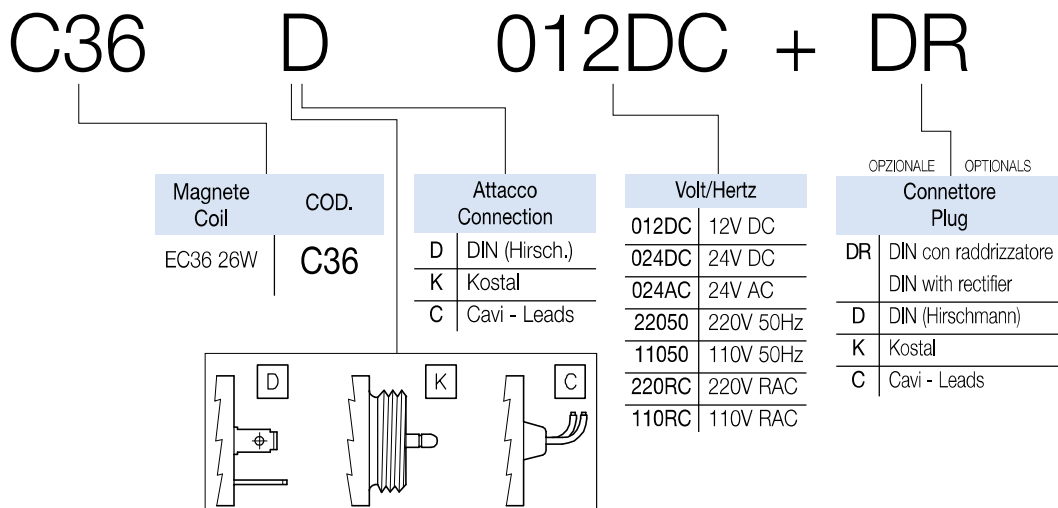 C36 D 012DC + DR
OPZIONALE OPTIONALS
Magnete
Coil
COD.
EC36 26W C36
Attacco
Connection
D DIN (Hirsch.)
K Kostal
C Cavi - Leads
Volt/Hertz
012DC 12V DC
024DC 24V DC
024AC 24V AC
22050 220V 50Hz
11050 110V 50Hz
220RC 220V RAC
110RC 110V RAC
Connettore
Plug
DR DIN con raddrizzatore
DIN with rectifier
D DIN (Hirschmann)
K Kostal
C Cavi - Leads
D K C